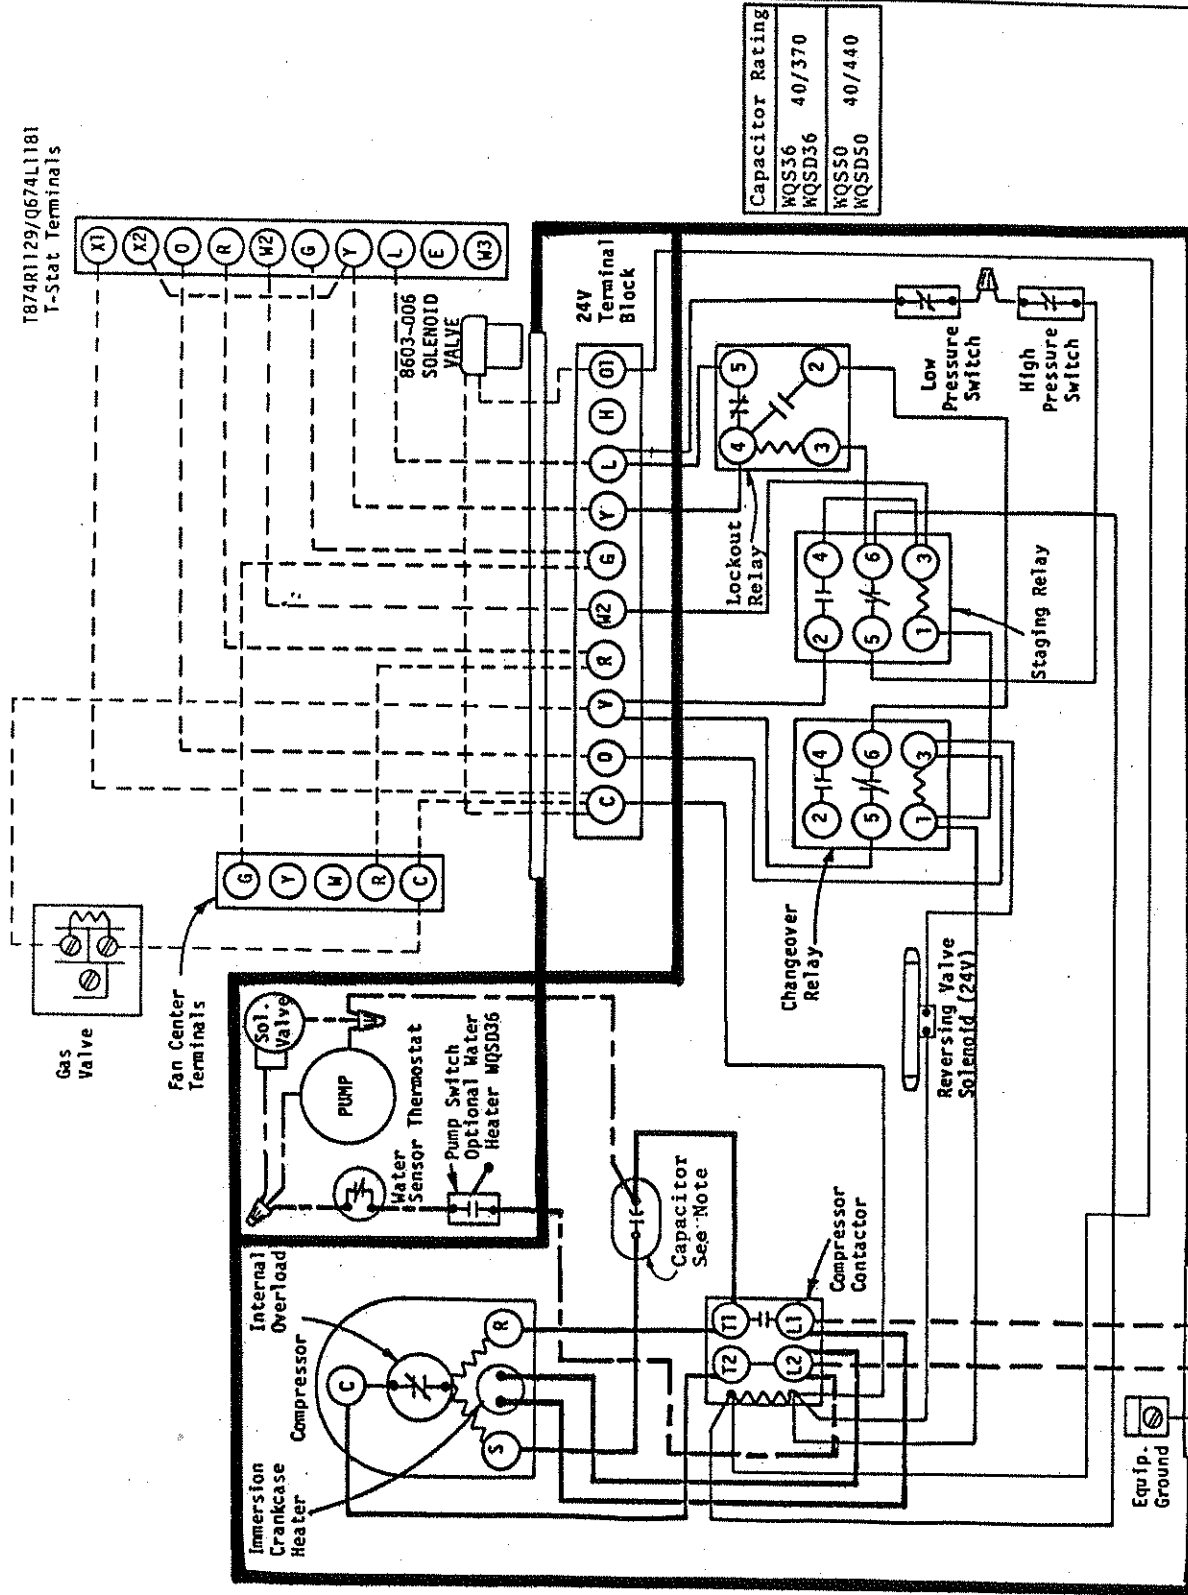 T874R1129/Q674L1181
T-Stat Terminals
X1
X2
O
R
W2
G
Y
L
E
W3
Capacitor Rating
WQS36 40/370
WQSD36
WQS50 40/440
WQSD50
8603-006
SOLENOID
VALVE
24V
Terminal
Block
C
O
V
R
W2
G
Y
L
H
O1
Gas
Valve
Fan Center
Terminals
G
Y
W
R
C
Sol.
Valve
PUMP
Water
Sensor Thermostat
Pump Switch
Optional Water
Heater WQSD36
Lockout
Relay
5
2
4
3
Low
Pressure
Switch
High
Pressure
Switch
Staging Relay
4
6
3
2
5
1
Changeover
Relay
4
6
3
2
5
1
Reversing Valve
Solenoid (24V)
Internal
Overload
Compressor
Immersion
Crankcase
Heater
C
R
S
Capacitor
See Note
Compressor
Contactor
T1
L1
T2
L2
Equip.
Ground